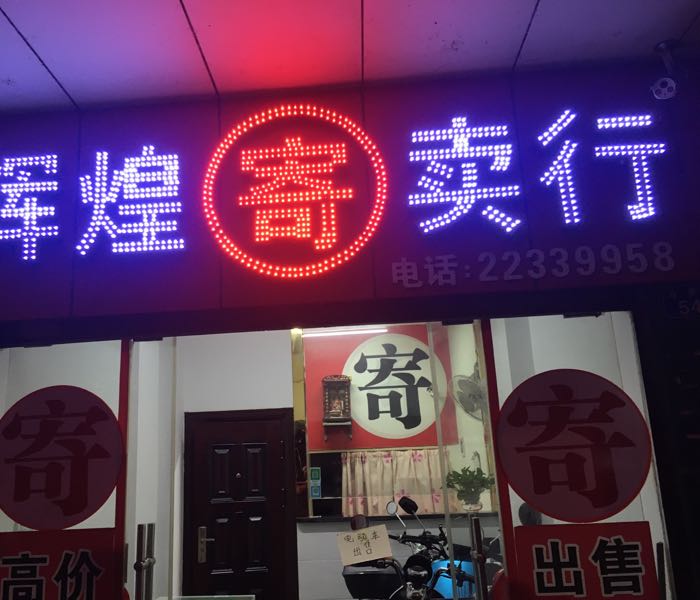 辉煌寄卖行
电话:22339958
寄
寄
寄
高价
出售